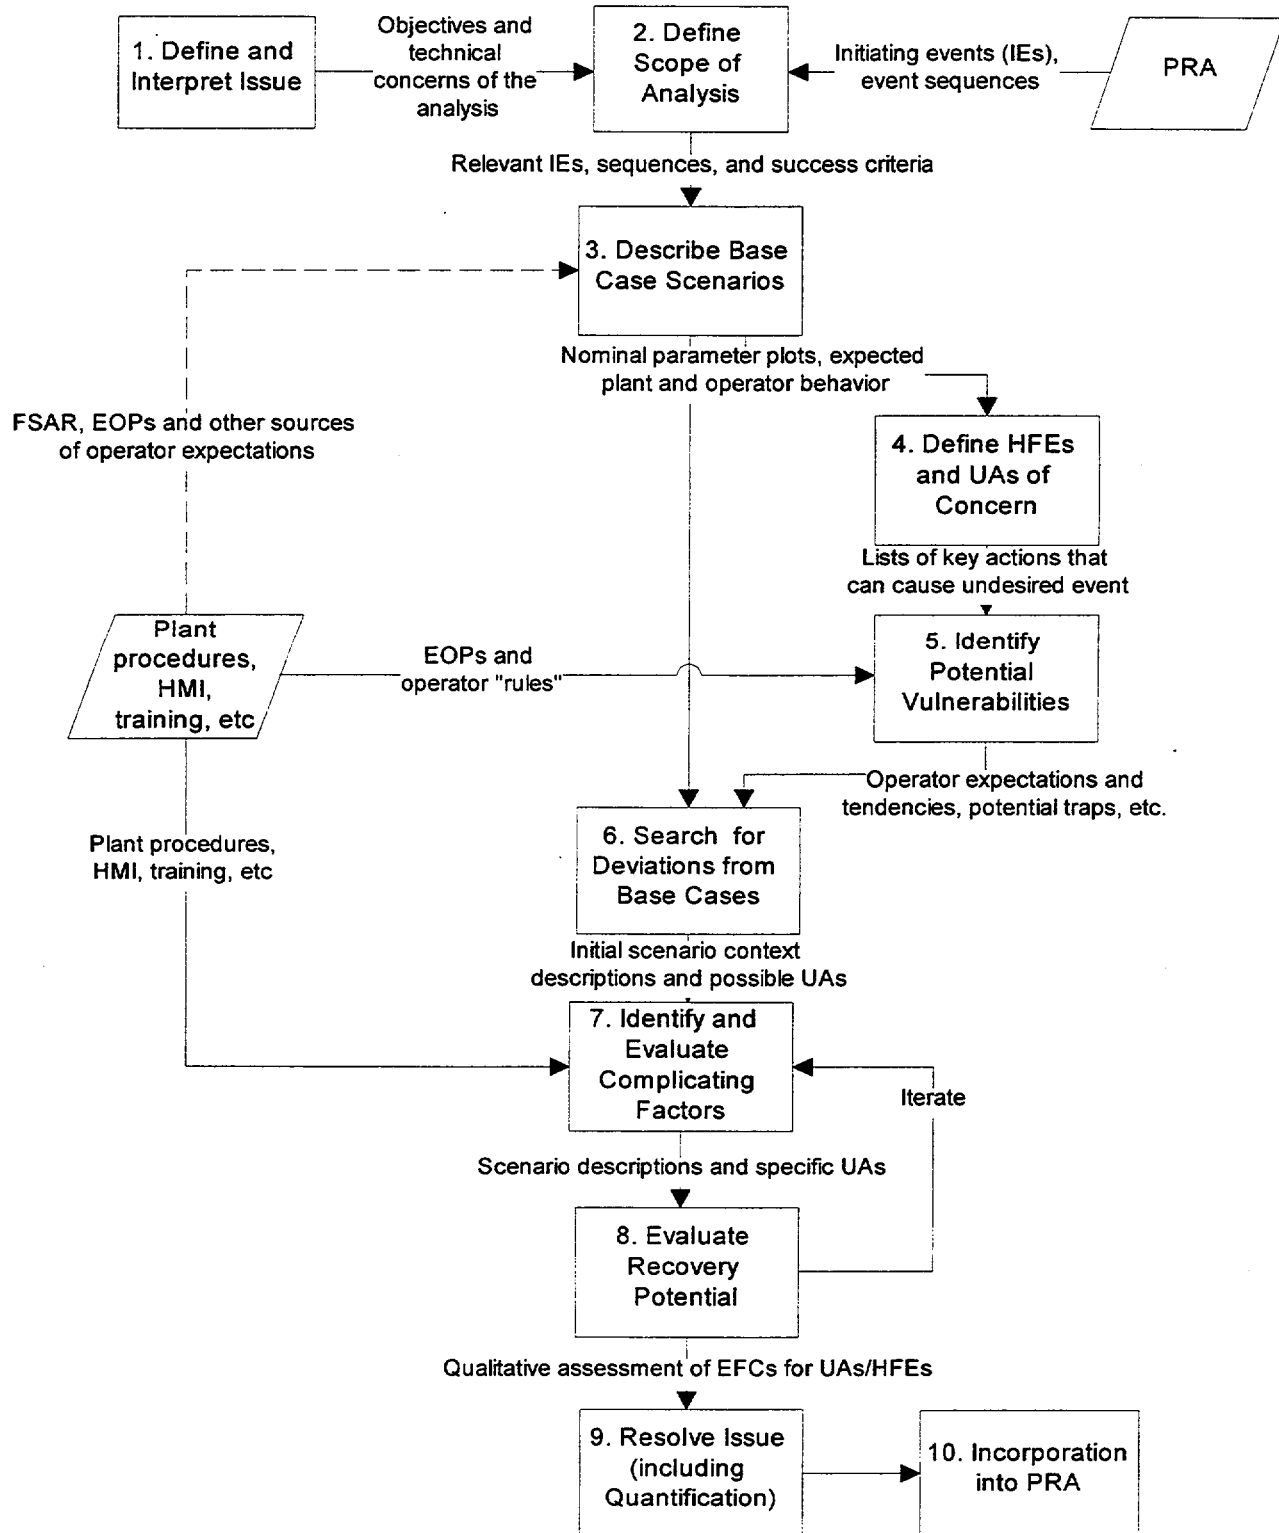 1. Define and
Interpret Issue
Objectives and
technical
concerns of the
analysis
2. Define
Scope of
Analysis
Initiating events (IEs),
event sequences
PRA
Relevant IEs, sequences, and success criteria
3. Describe Base
Case Scenarios
Nominal parameter plots, expected
plant and operator behavior
FSAR, EOPs and other sources
of operator expectations
4. Define HFEs
and UAs of
Concern
Lists of key actions that
can cause undesired event
Plant
procedures,
HMI,
training, etc
EOPs and
operator "rules"
5. Identify
Potential
Vulnerabilities
Operator expectations and
tendencies, potential traps, etc.
Plant procedures,
HMI, training, etc
6. Search for
Deviations from
Base Cases
Initial scenario context
descriptions and possible UAs
7. Identify and
Evaluate
Complicating
Factors
Iterate
Scenario descriptions and specific UAs
8. Evaluate
Recovery
Potential
Qualitative assessment of EFCs for UAs/HFEs
9. Resolve Issue
(including
Quantification)
10. Incorporation
into PRA